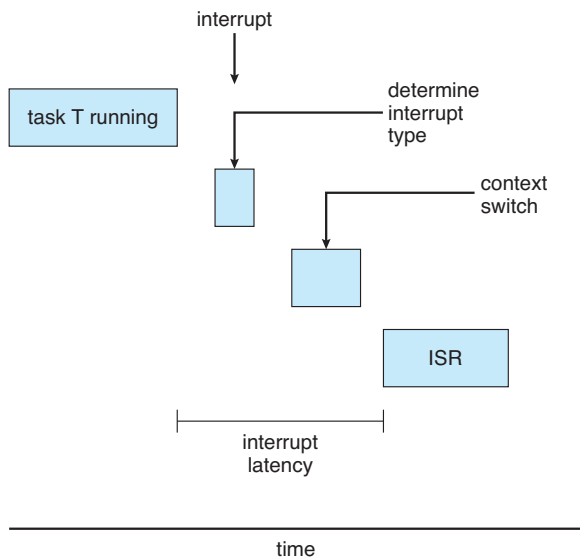 interrupt
task T running
determine
interrupt
type
context
switch
ISR
interrupt
latency
time